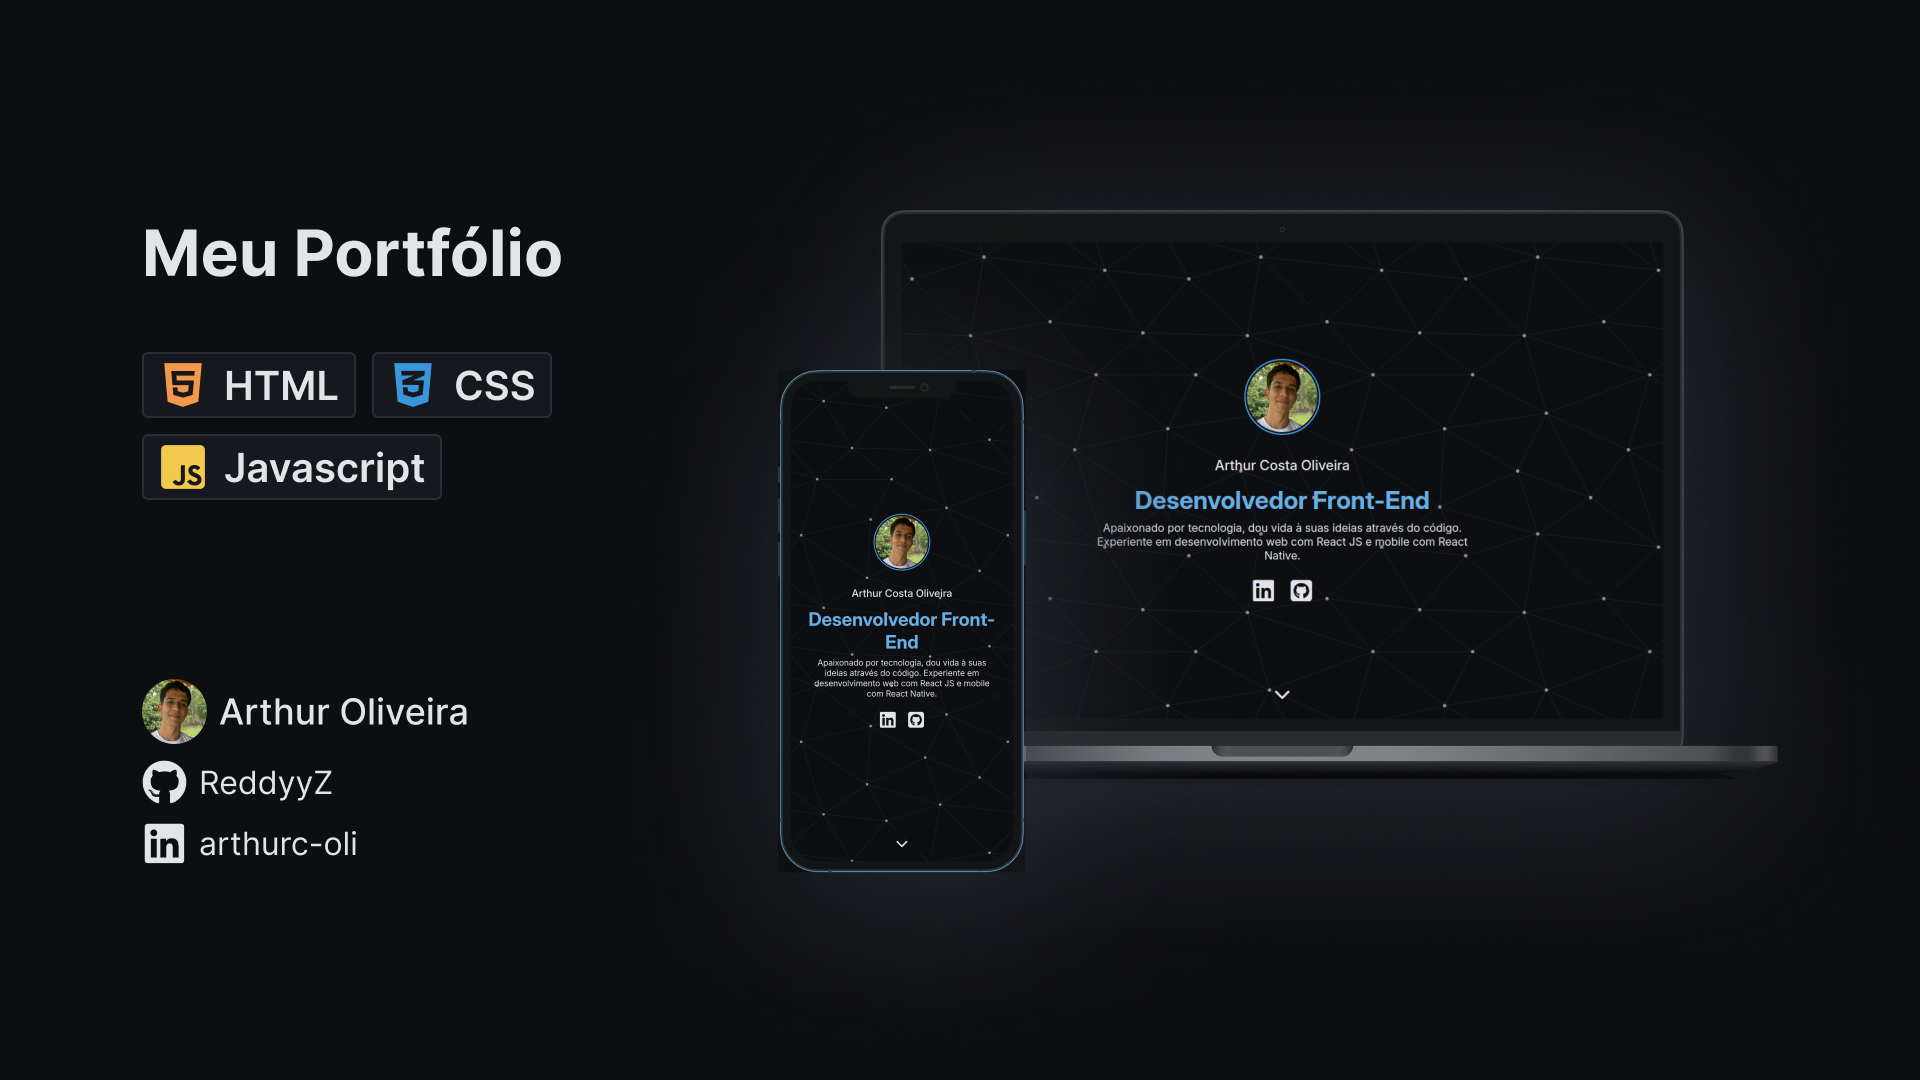 Meu Portfólio
HTML
CSS
JS Javascript
Arthur Oliveira
ReddyyZ
in arthurc-oli
Arthur Costa Oliveira
Desenvolvedor Front-
End
Apaixonado por tecnologia, dou vida à suas
ideias através do código. Experiente em
desenvolvimento web com React JS e mobile
com React Native.
in
Arthur Costa Oliveira
Desenvolvedor Front-End
Apaixonado por tecnologia, dou vida à suas ideias através do código.
Experiente em desenvolvimento web com React JS e mobile com React
Native.
in